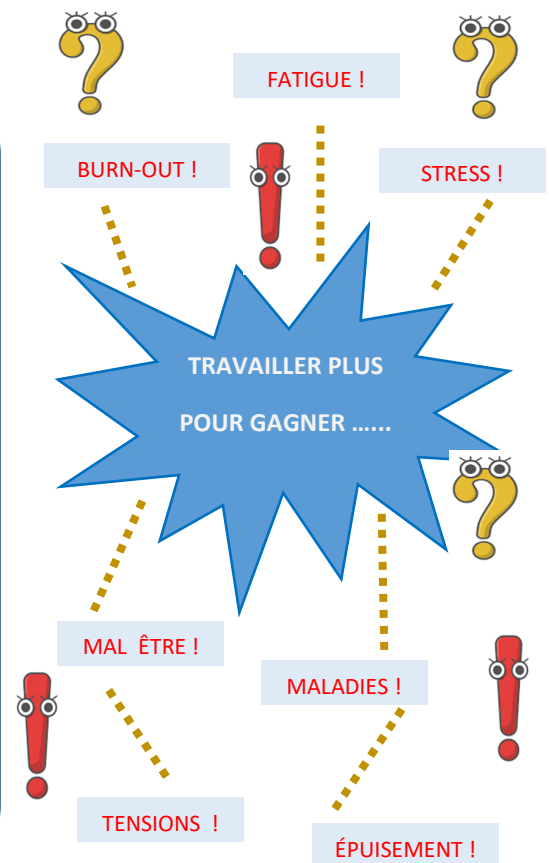 FATIGUE !
BURN-OUT !
STRESS !
TRAVAILLER PLUS
POUR GAGNER …...
MAL  ÊTRE !
MALADIES !
TENSIONS  !
ÉPUISEMENT !